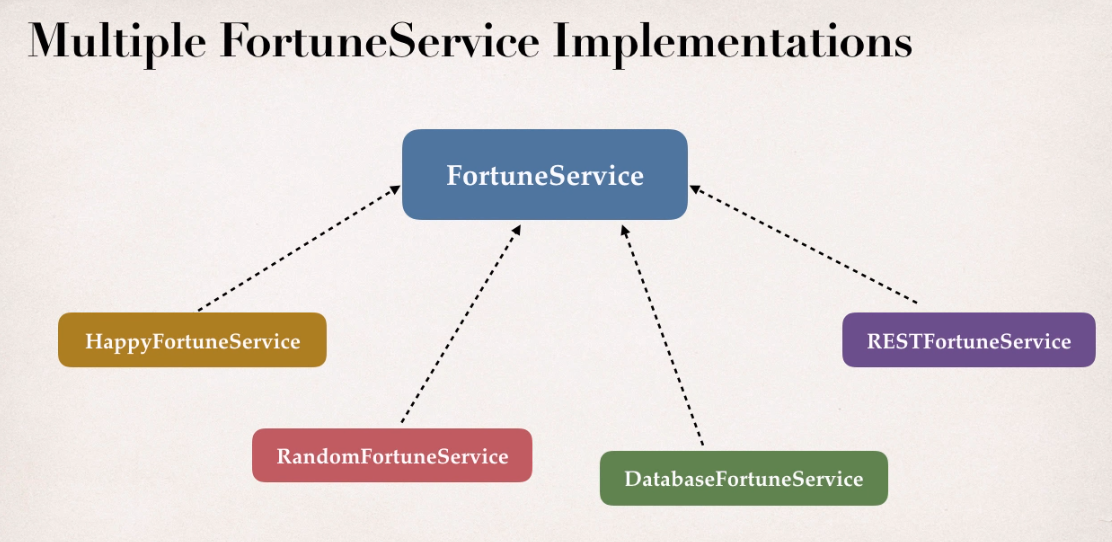 Multiple FortuneService Implementations
FortuneService
HappyFortuneService
RESTFortuneService
RandomFortuneService
DatabaseFortuneService